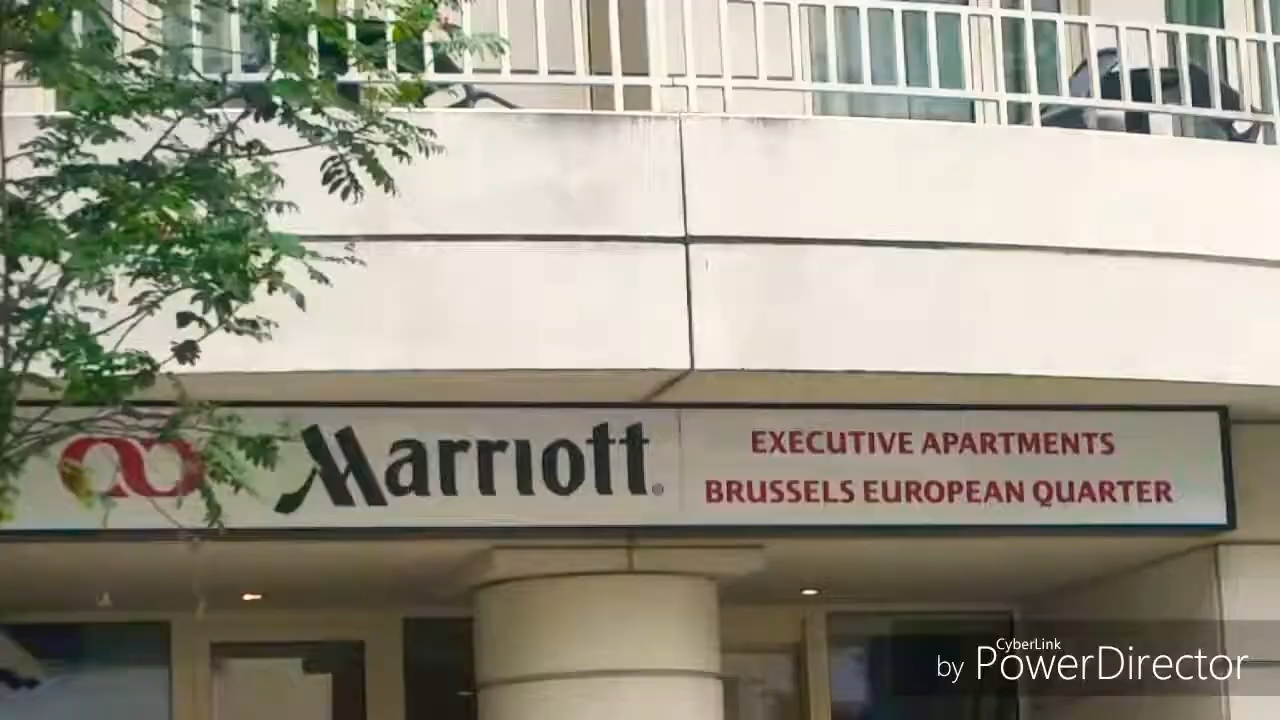 Marriott®
EXECUTIVE APARTMENTS
BRUSSELS EUROPEAN QUARTER
CyberLink
by PowerDirector